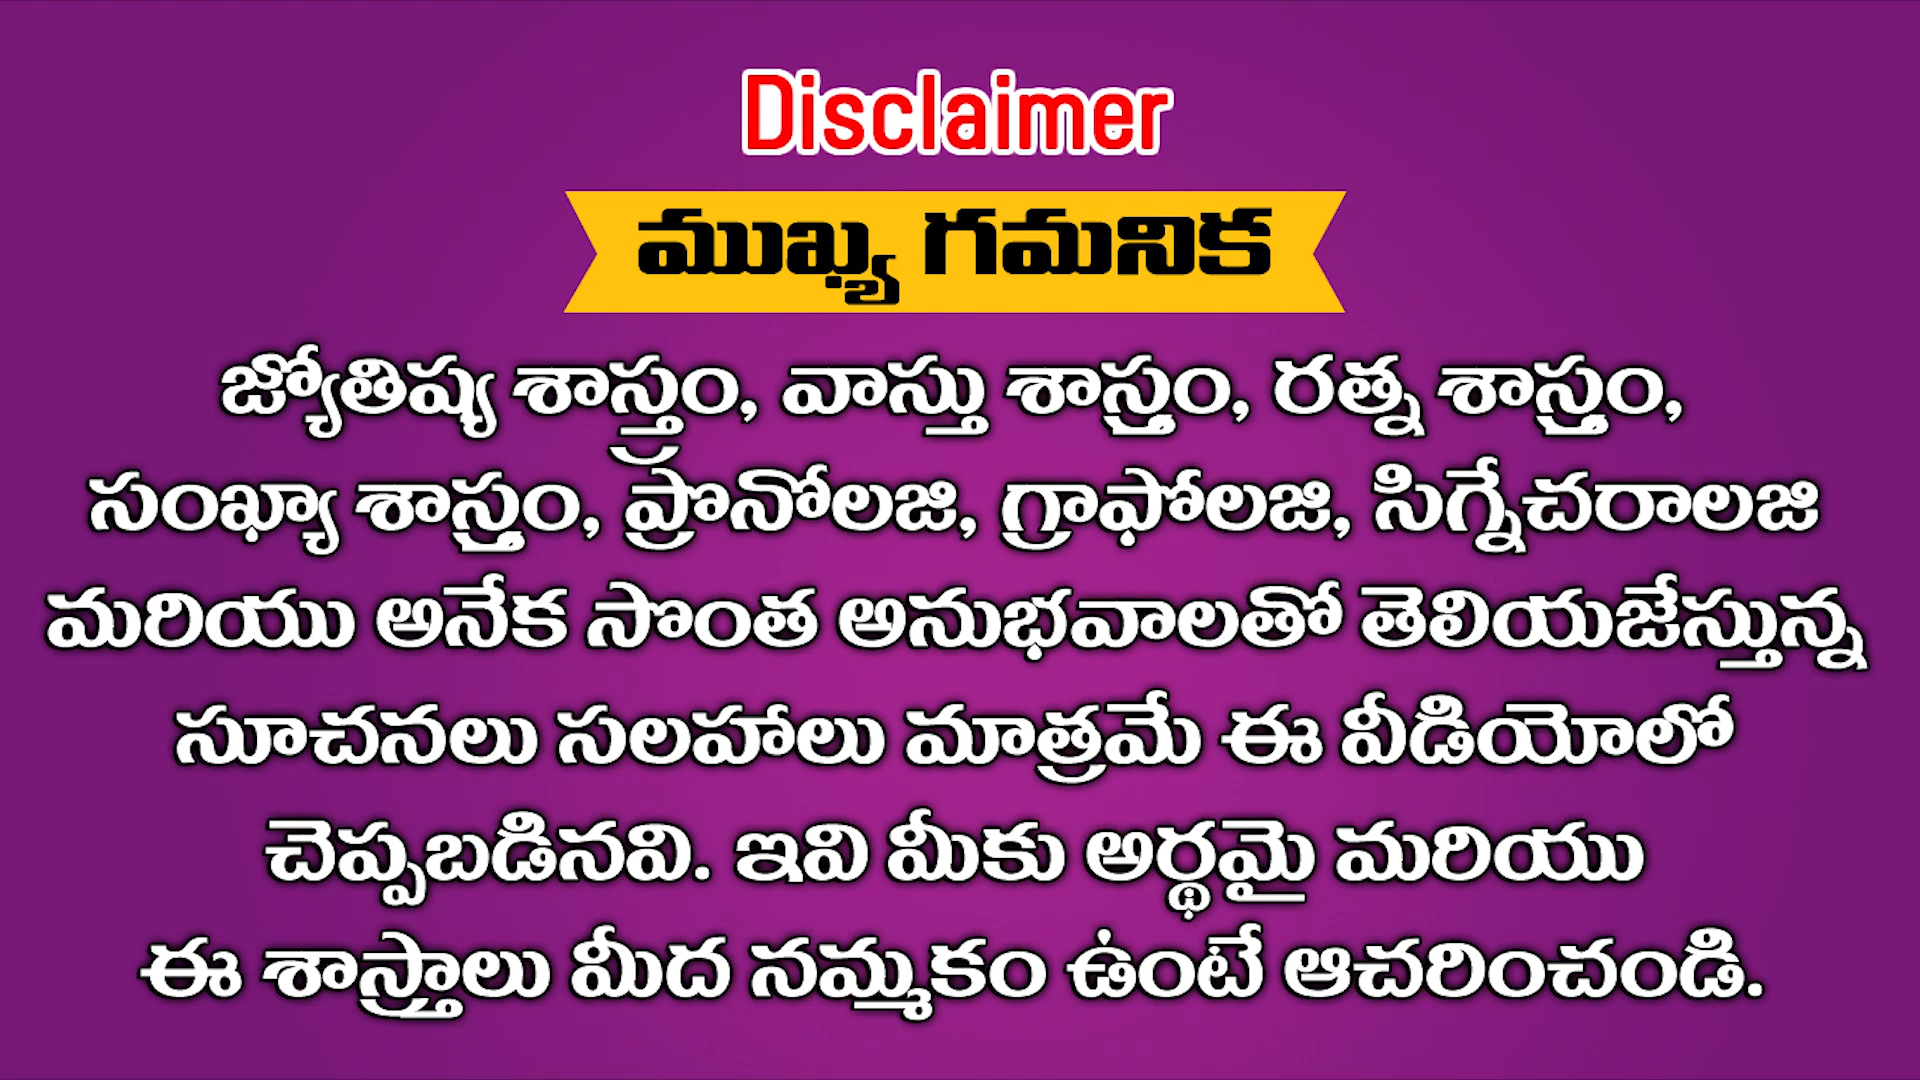 Disclaimer
ముఖ్య గమనిక
జ్యోతిష్య శాస్త్రం, వాస్తు శాస్త్రం, రత్న శాస్త్రం,
సంఖ్యా శాస్త్రం, ప్రొనోలజి, గ్రాఫోలజి, సిగ్నేచరాలజి
మరియు అనేక సొంత అనుభవాలతో తెలియజేస్తున్న
సూచనలు సలహాలు మాత్రమే ఈ వీడియోలో
చెప్పబడినవి. ఇవి మీకు అర్థమై మరియు
ఈ శాస్త్రాలు మీద నమ్మకం ఉంటే ఆచరించండి.